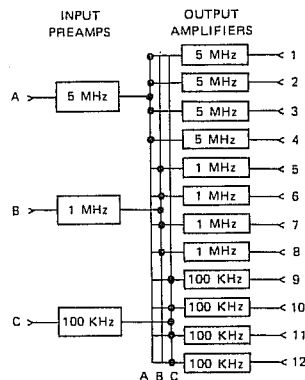 INPUT PREAMPS
OUTPUT AMPLIFIERS
5 MHz 1
5 MHz 2
A 5 MHz
5 MHz 3
5 MHz 4
1 MHz 5
1 MHz 6
B 1 MHz
1 MHz 7
1 MHz 8
100 KHz 9
100 KHz 10
C 100 KHz
100 KHz 11
100 KHz 12
A B C